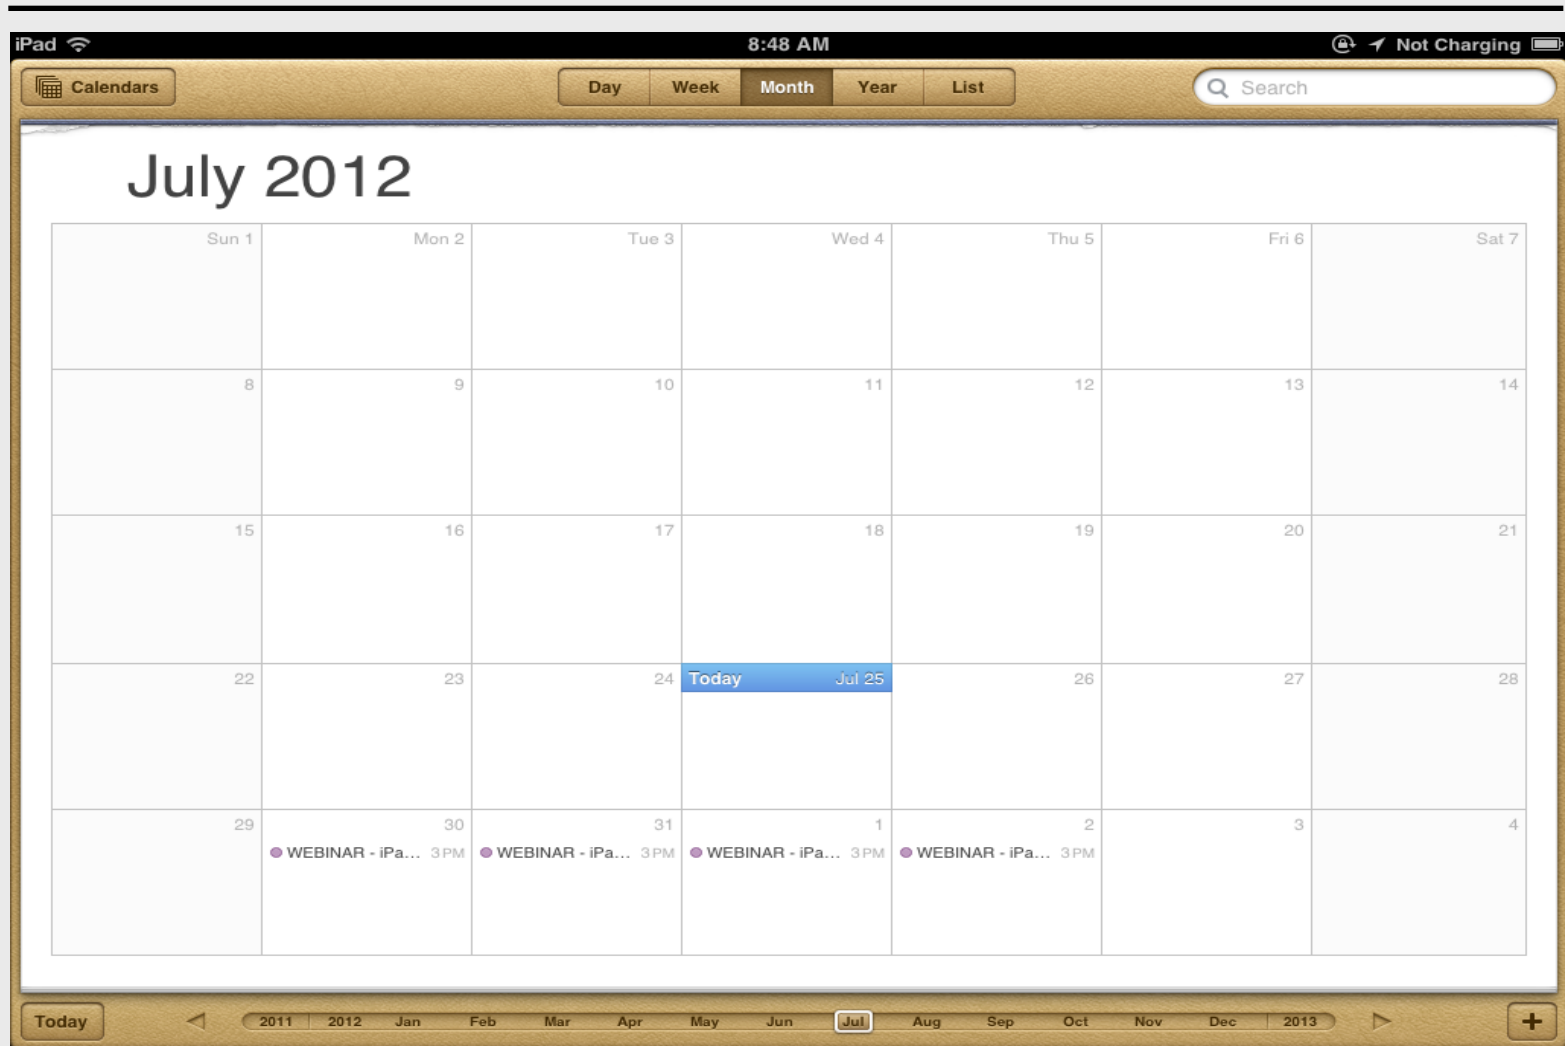 iPad 8:48 AM Not Charging
Calendars Day Week Month Year List Search
July 2012
Sun 1 Mon 2 Tue 3 Wed 4 Thu 5 Fri 6 Sat 7
8 9 10 11 12 13 14
15 16 17 18 19 20 21
22 23 24 Today Jul 25 26 27 28
29 30 31 1 2 3 4
WEBINAR - iPa... 3 PM WEBINAR - iPa... 3 PM WEBINAR - iPa... 3 PM WEBINAR - iPa... 3 PM
Today 2011 2012 Jan Feb Mar Apr May Jun Jul Aug Sep Oct Nov Dec 2013 +